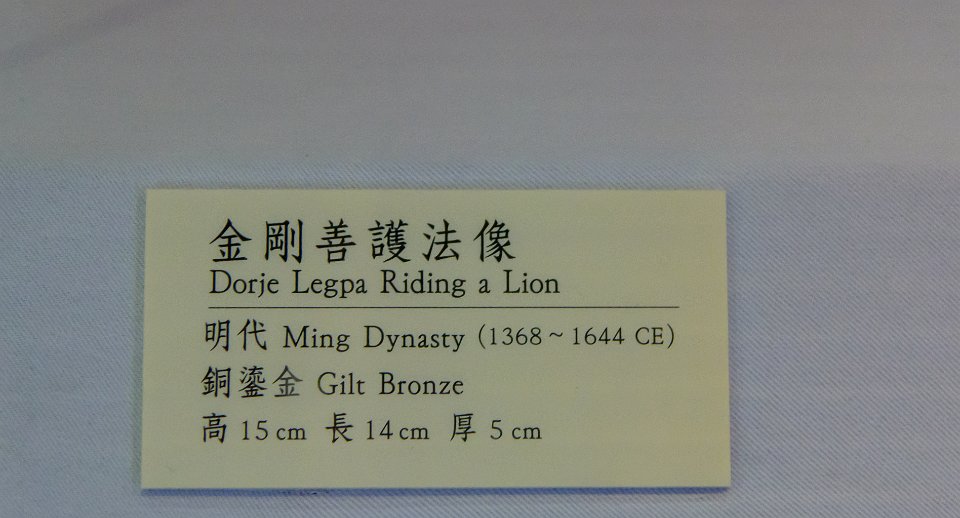 金剛善護法像
Dorje Legpa Riding a Lion
明代 Ming Dynasty (1368~1644 CE)
銅鎏金 Gilt Bronze
高 15 cm 長 14 cm 厚 5 cm